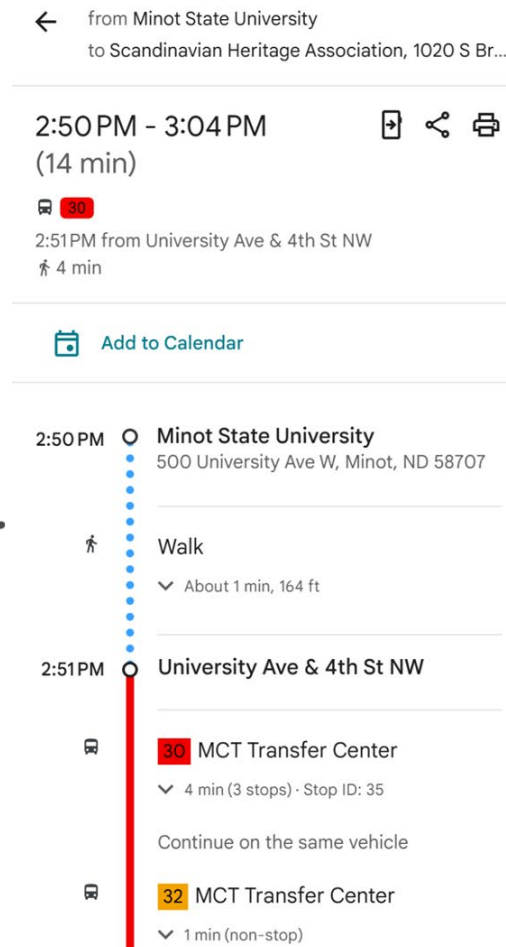 from Minot State University
to Scandinavian Heritage Association, 1020 S Br...
2:50 PM - 3:04 PM
(14 min)
30
2:51 PM from University Ave & 4th St NW
4 min
Add to Calendar
2:50 PM Minot State University
500 University Ave W, Minot, ND 58707
Walk
About 1 min, 164 ft
2:51 PM University Ave & 4th St NW
30 MCT Transfer Center
4 min (3 stops) · Stop ID: 35
Continue on the same vehicle
32 MCT Transfer Center
1 min (non-stop)